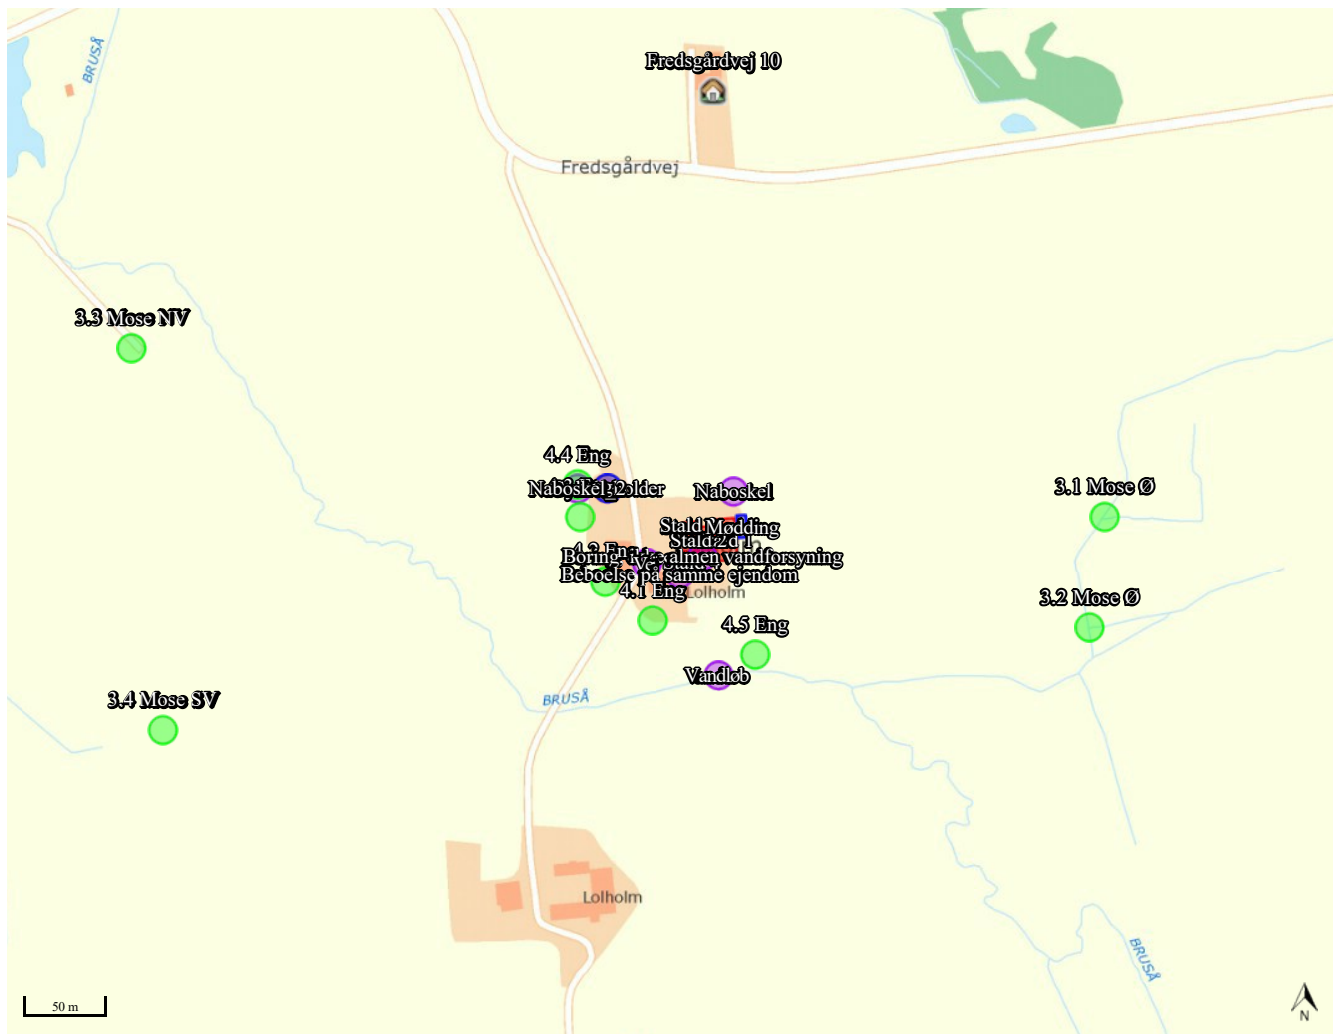 BRUSÅ
Fredsgårdvej 10
Fredsgårdvej
3.3 Mose NV
4.4 Eng
Naboskel
3.1 Mose Ø
Mødding
almen vandforsyning
Beboelse på samme ejendom
4.1 Eng
Lolholm
3.2 Mose Ø
4.5 Eng
Vandløb
3.4 Mose SV
BRUSÅ
Lolholm
BRUSÅ
50 m
N